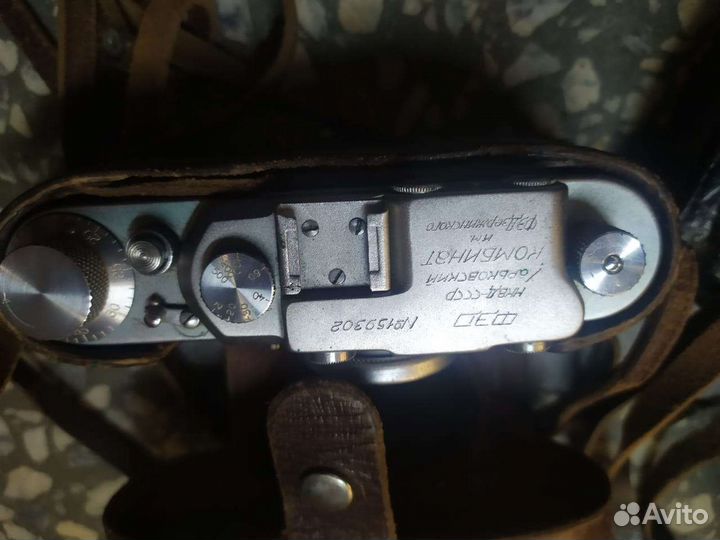 ФЭД
НКВД-СССР
Харьковский
КОМБИНАТ
им.
Ф.Э.Дзержинского
№159302
Avito